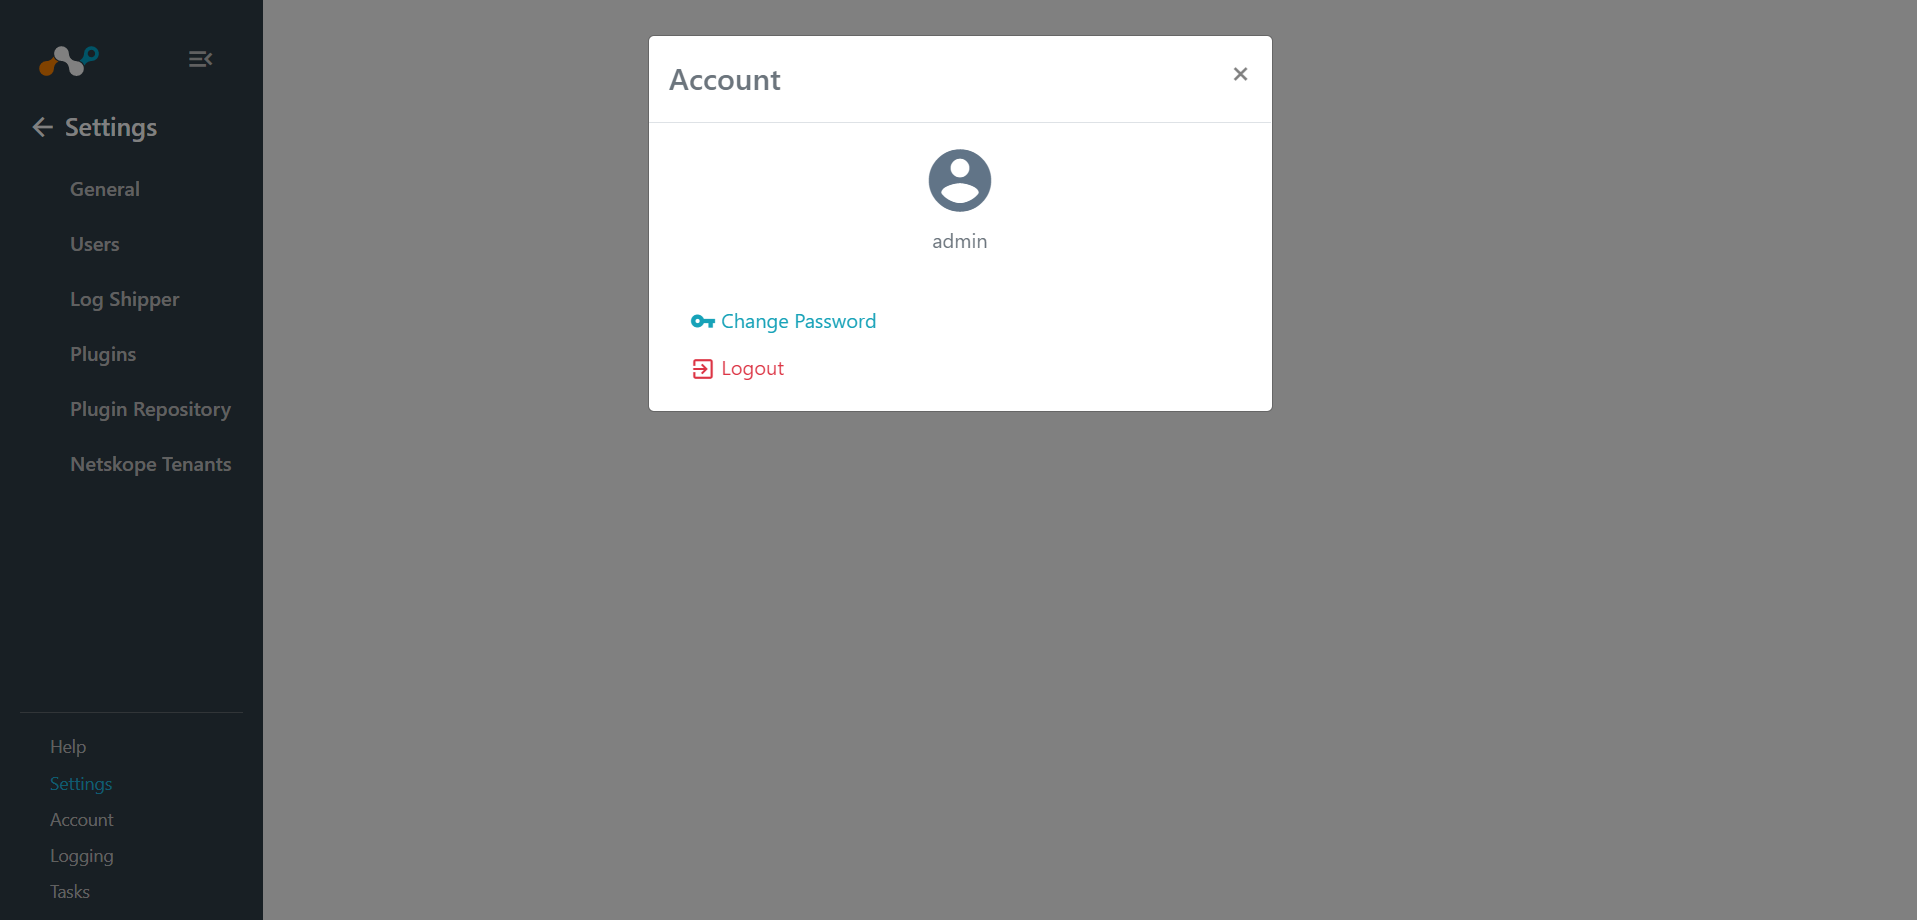 Settings
General
Users
Log Shipper
Plugins
Plugin Repository
Netskope Tenants
Help
Settings
Account
Logging
Tasks
Account
admin
Change Password
Logout